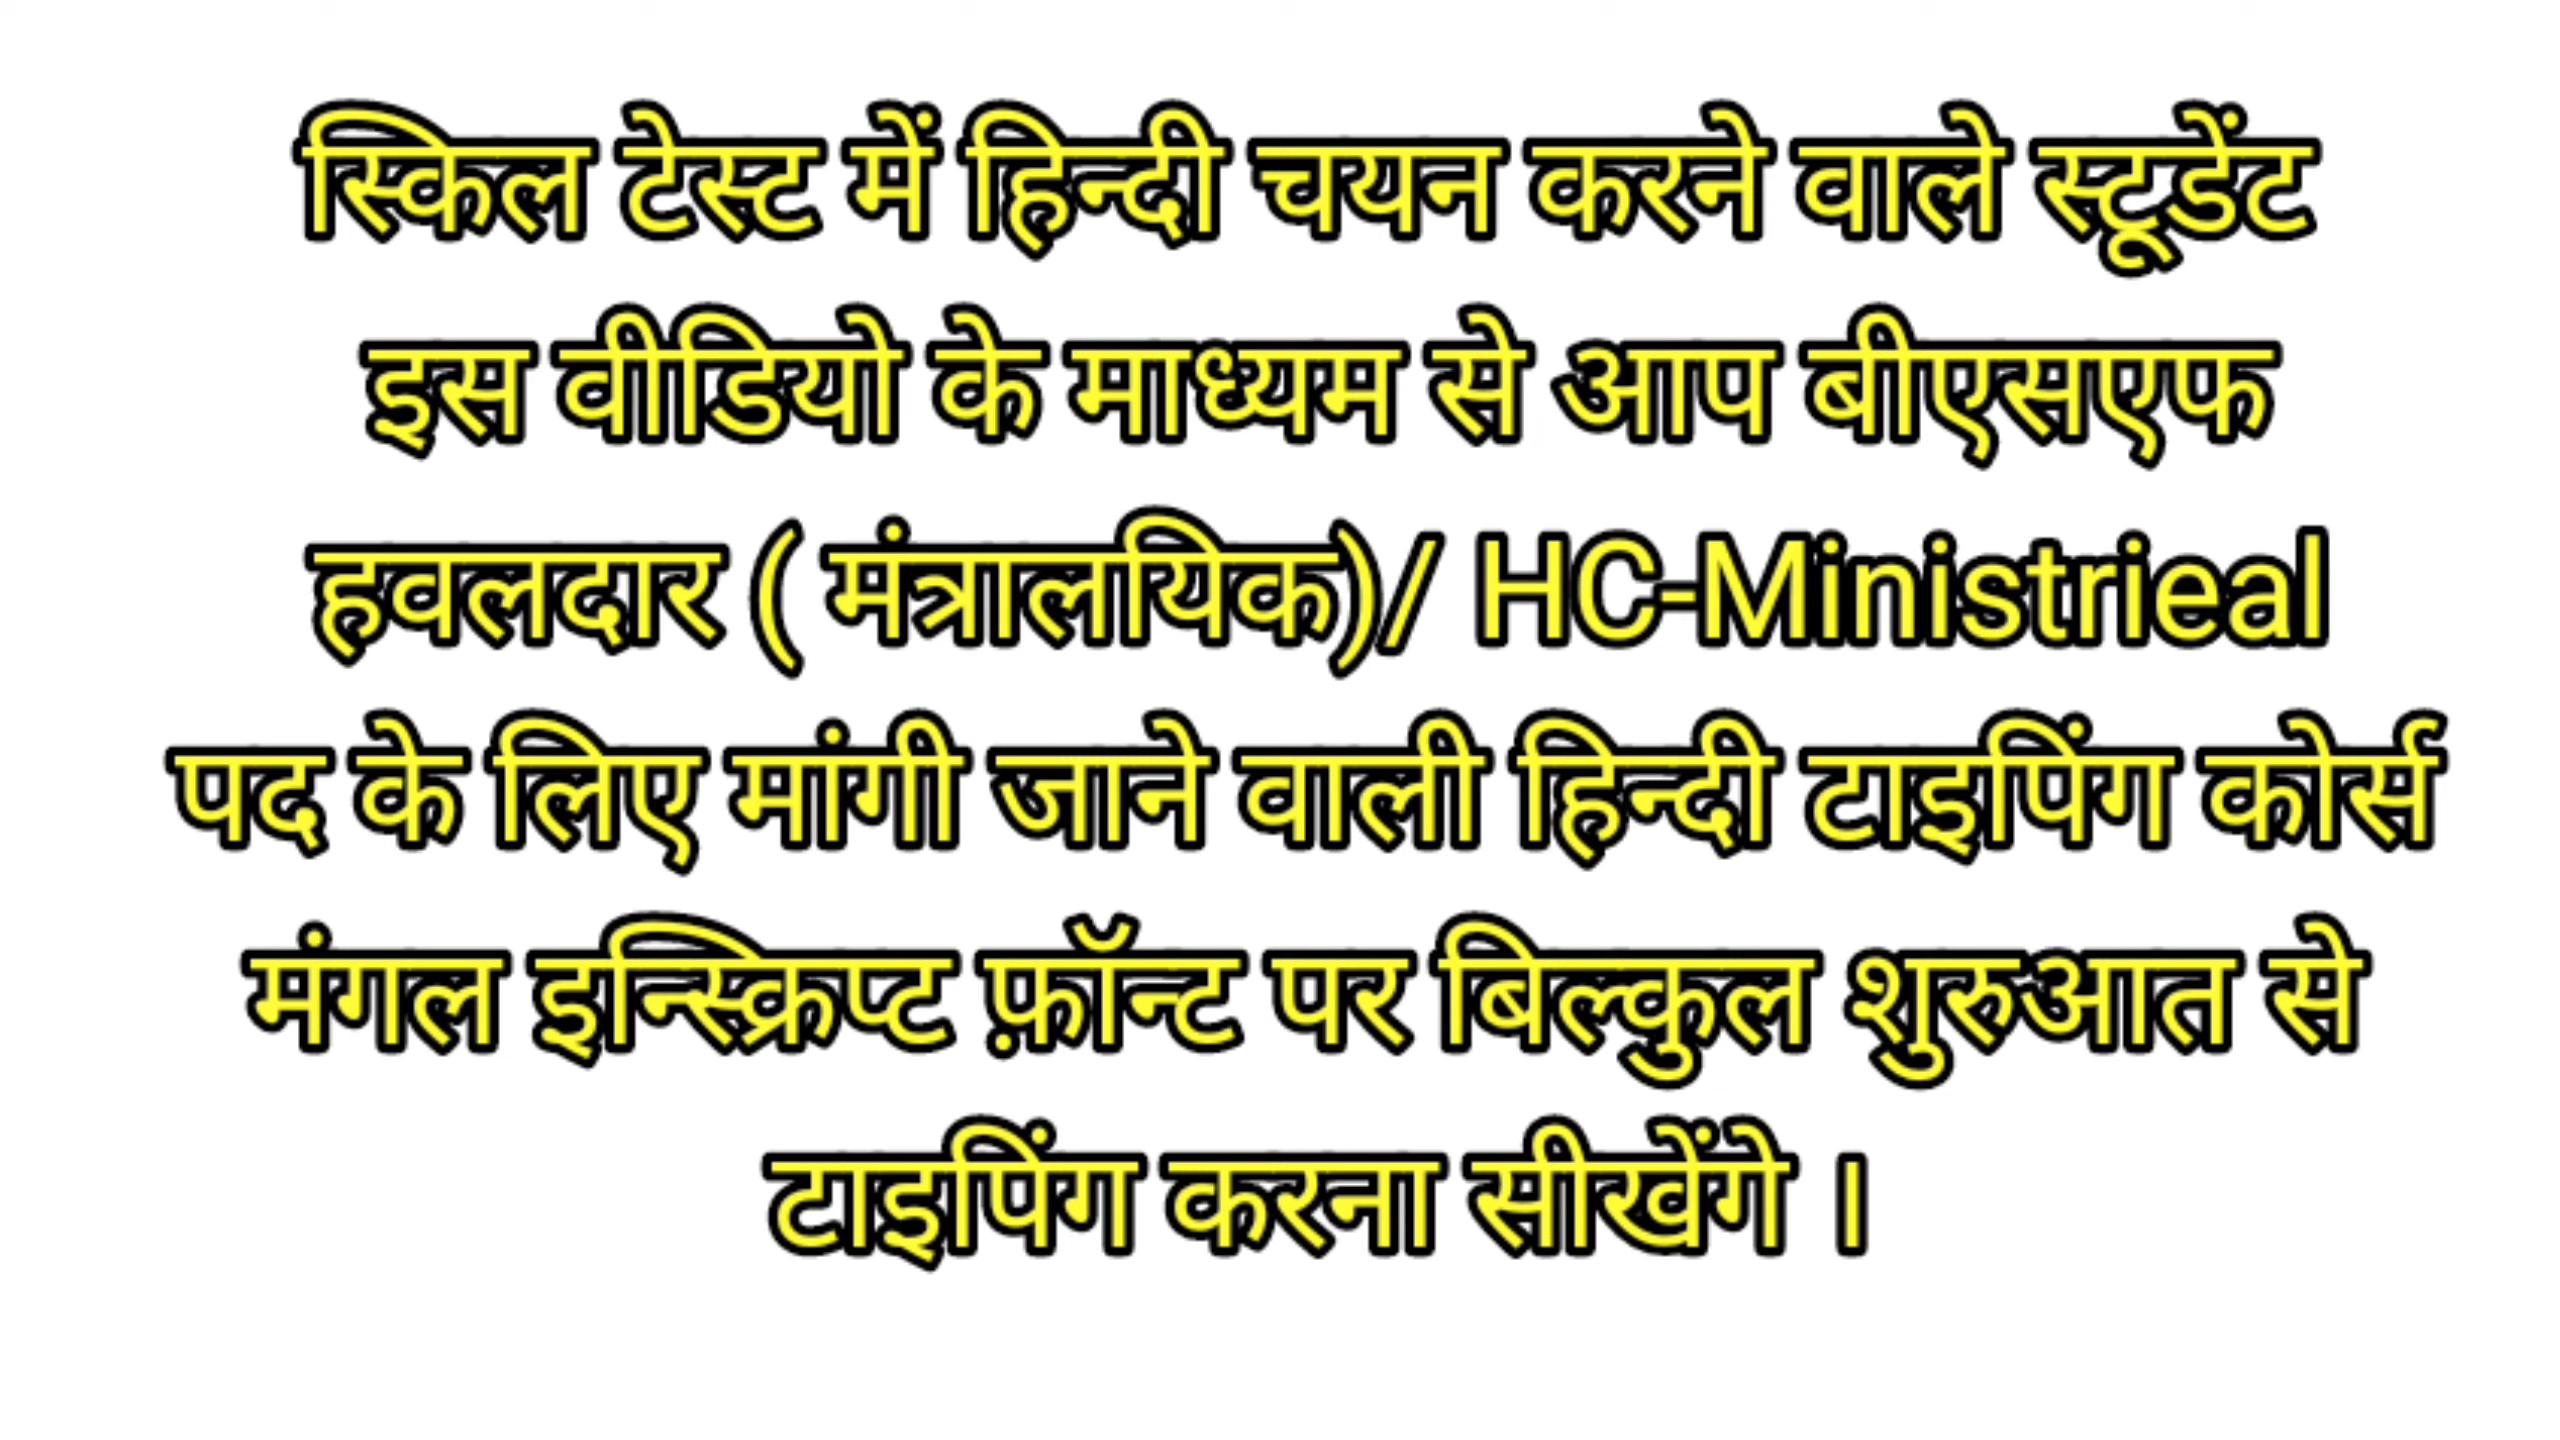 स्किल टेस्ट में हिन्दी चयन करने वाले स्टूडेंट
इस वीडियो के माध्यम से आप बीएसएफ
हवलदार ( मंत्रालयिक)/ HC-Ministrieal
पद के लिए मांगी जाने वाली हिन्दी टाइपिंग कोर्स
मंगल इन्स्क्रिप्ट फ़ॉन्ट पर बिल्कुल शुरुआत से
टाइपिंग करना सीखेंगे ।